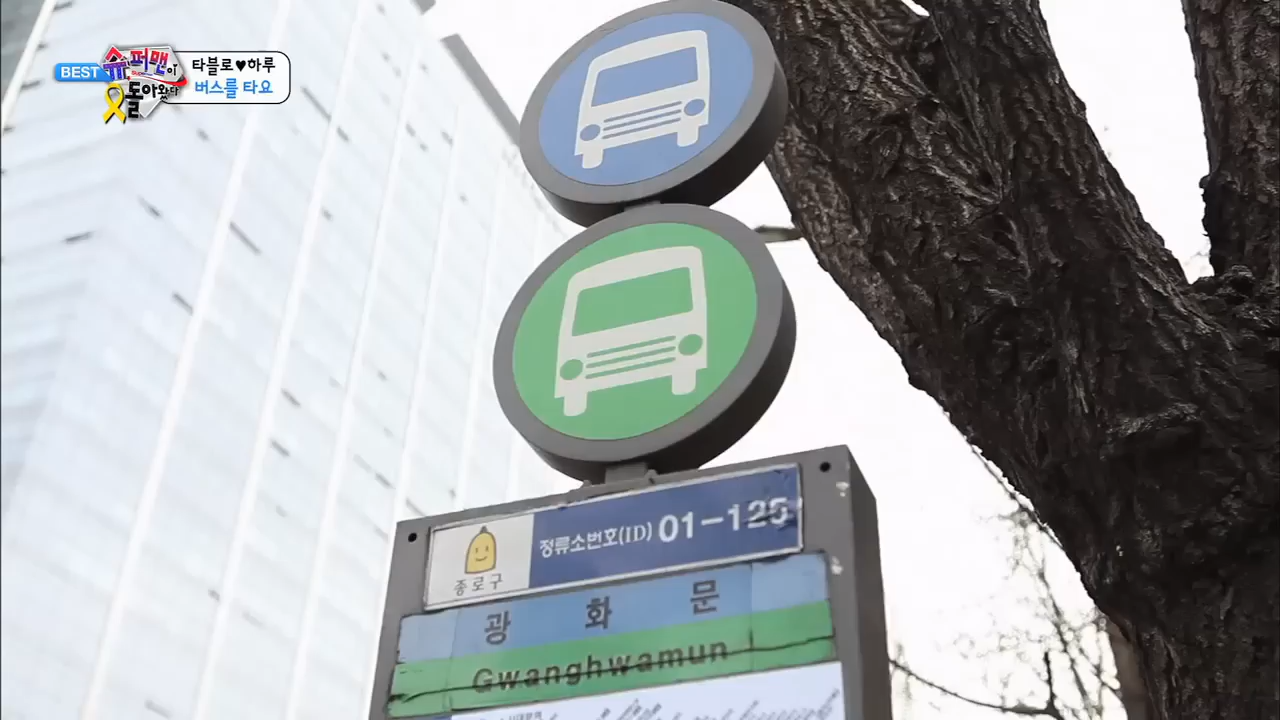 BEST 슈퍼맨이 돌아왔다
타블로♥하루
버스를 타요
종로구
정류소번호(ID) 01-125
광화문
Gwanghwamun